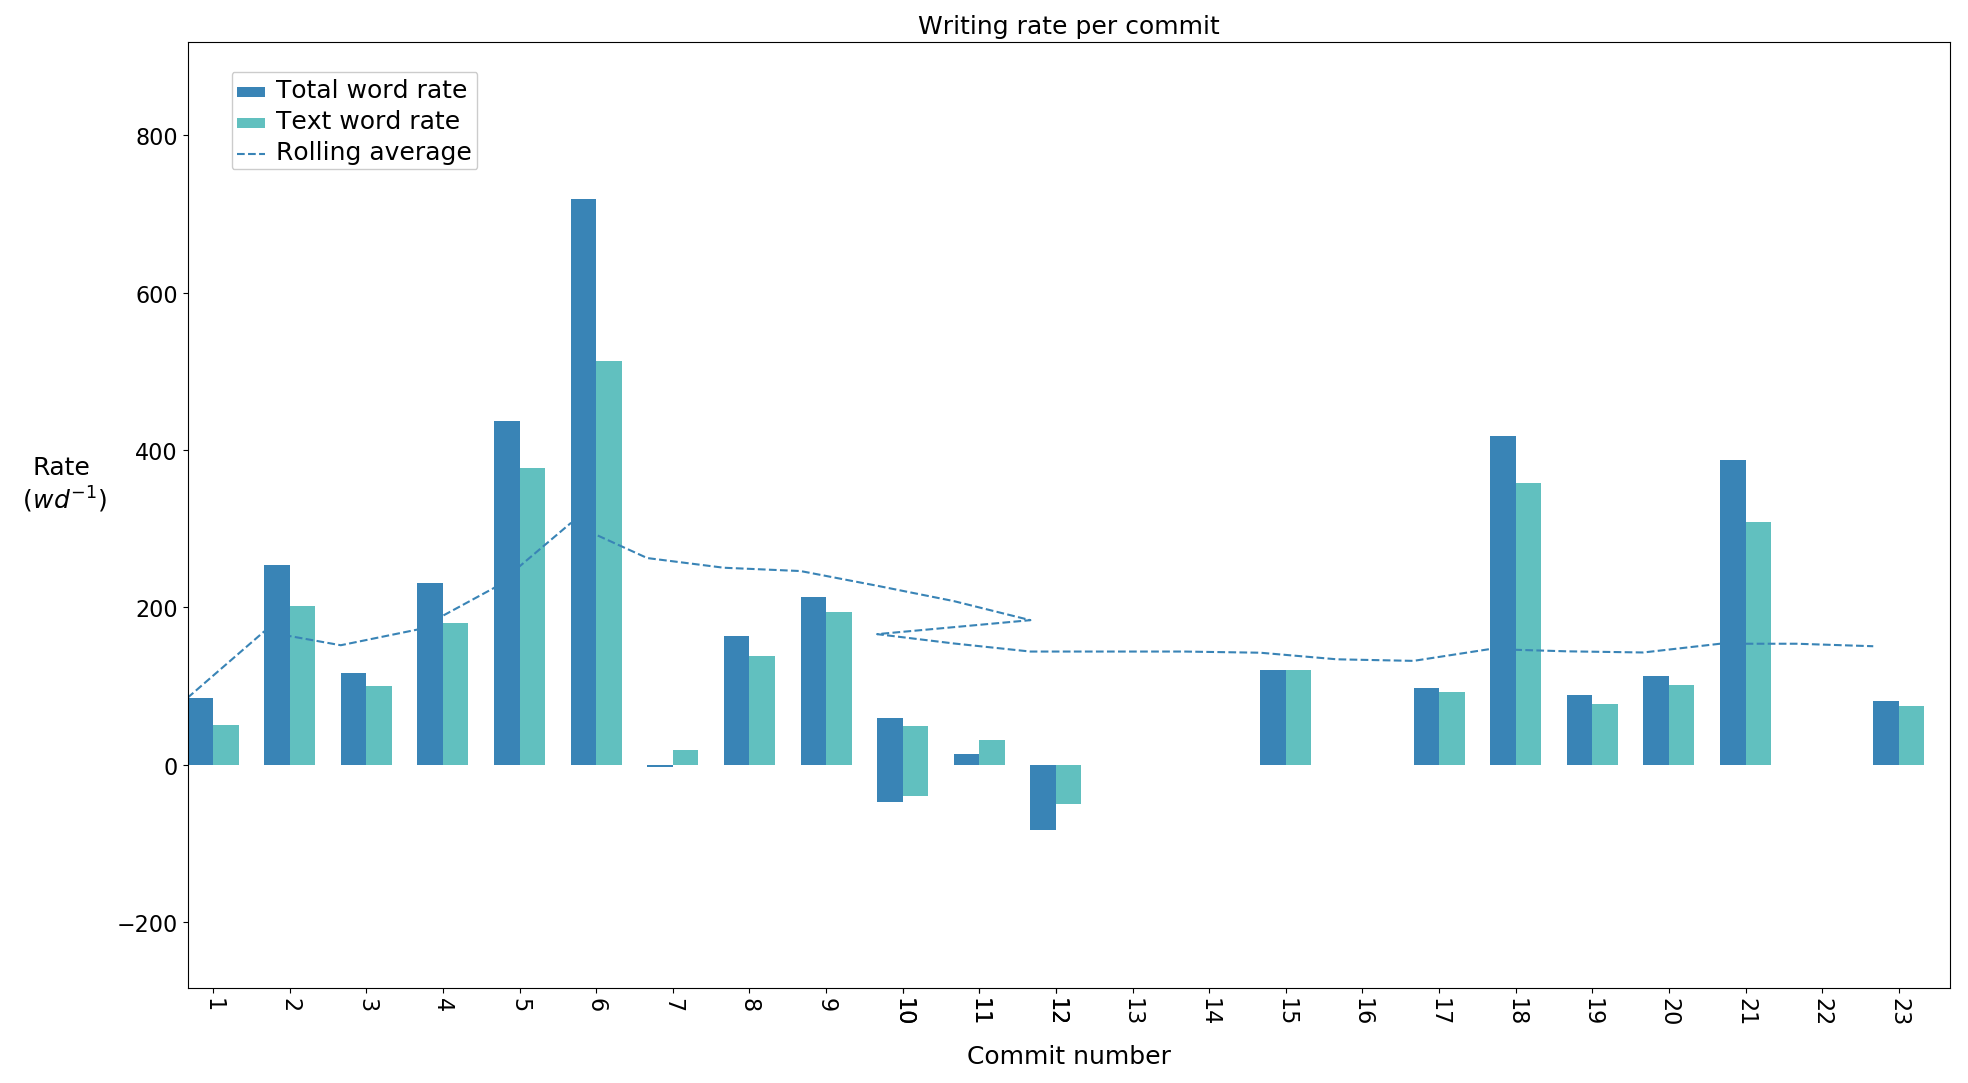 Writing rate per commit
Total word rate
Text word rate
Rolling average
800
600
400
200
0
−200
Rate
(wd⁻¹)
1 2 3 4 5 6 7 8 9 10 11 12 13 14 15 16 17 18 19 20 21 22 23
Commit number